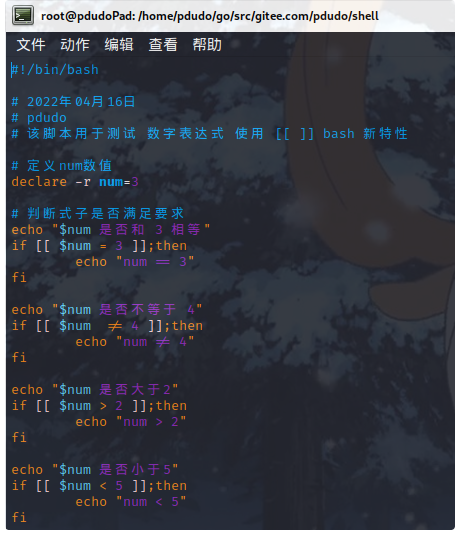 root@pdudoPad: /home/pdudo/go/src/gitee.com/pdudo/shell
文件 动作 编辑 查看 帮助
#!/bin/bash
# 2022年04月16日
# pdudo
# 该脚本用于测试 数字表达式 使用 [[ ]] bash 新特性
# 定义num数值
declare -r num=3
# 判断式子是否满足要求
echo "$num 是否和 3 相等"
if [[ $num = 3 ]];then
echo "num == 3"
fi
echo "$num 是否不等于 4"
if [[ $num != 4 ]];then
echo "num != 4"
fi
echo "$num 是否大于2"
if [[ $num > 2 ]];then
echo "num > 2"
fi
echo "$num 是否小于5"
if [[ $num < 5 ]];then
echo "num < 5"
fi